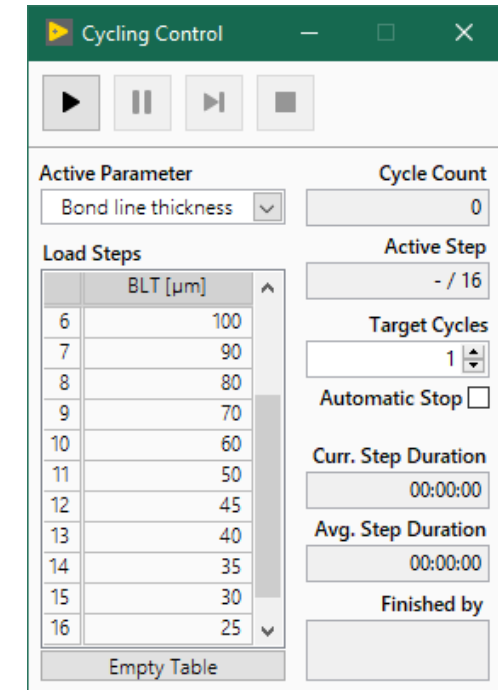 Cycling Control
Active Parameter
Bond line thickness
Load Steps
BLT [µm]
6 100
7 90
8 80
9 70
10 60
11 50
12 45
13 40
14 35
15 30
16 25
Empty Table
Cycle Count
0
Active Step
- / 16
Target Cycles
1
Automatic Stop
Curr. Step Duration
00:00:00
Avg. Step Duration
00:00:00
Finished by